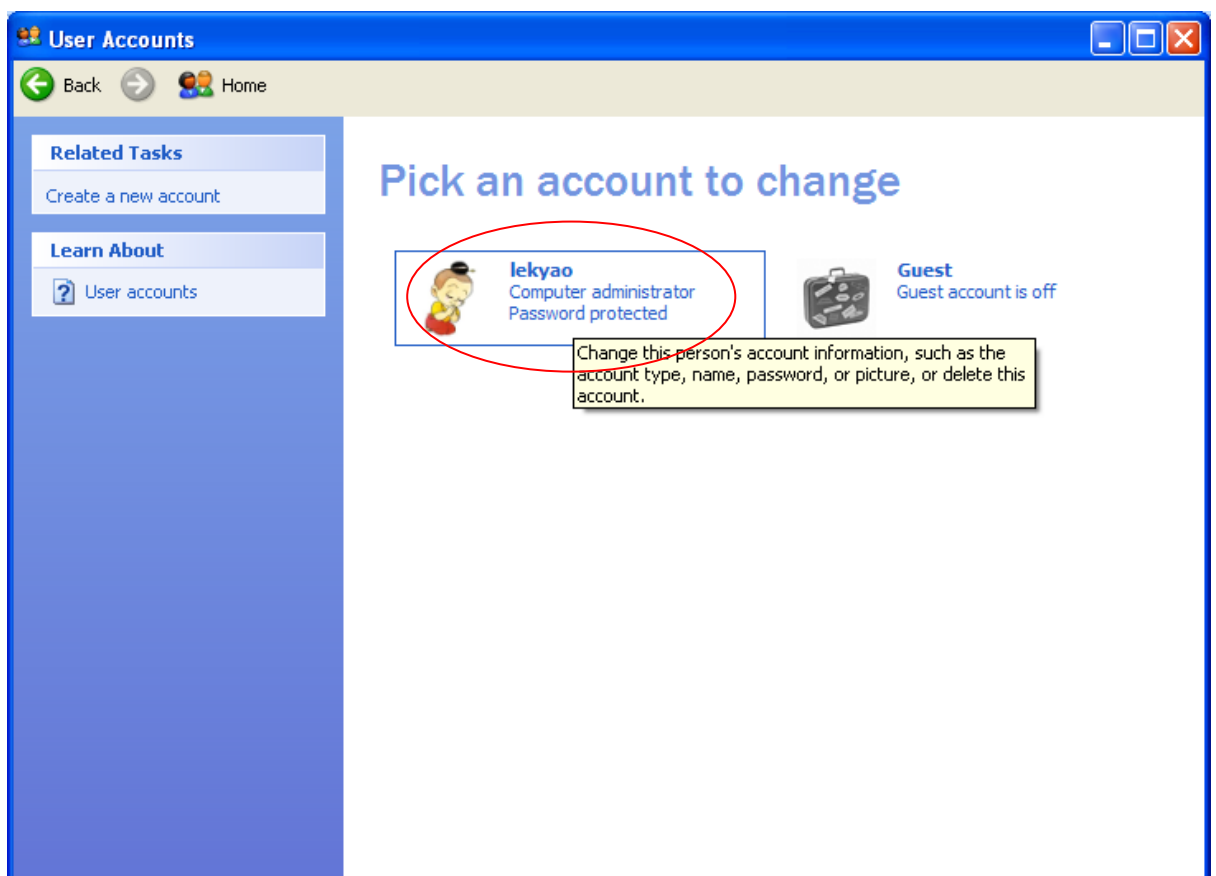 User Accounts
Back Home
Related Tasks
Create a new account
Learn About
User accounts
Pick an account to change
lekyao
Computer administrator
Password protected
Guest
Guest account is off
Change this person's account information, such as the
account type, name, password, or picture, or delete this
account.